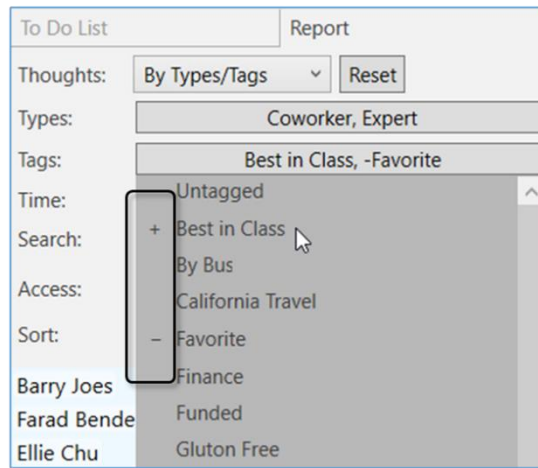 To Do List Report
Thoughts: By Types/Tags Reset
Types: Coworker, Expert
Tags: Best in Class, -Favorite
Time: Untagged
Search: + Best in Class
By Bus
Access: California Travel
Sort: – Favorite
Barry Joes Finance
Farad Bende Funded
Ellie Chu Gluton Free